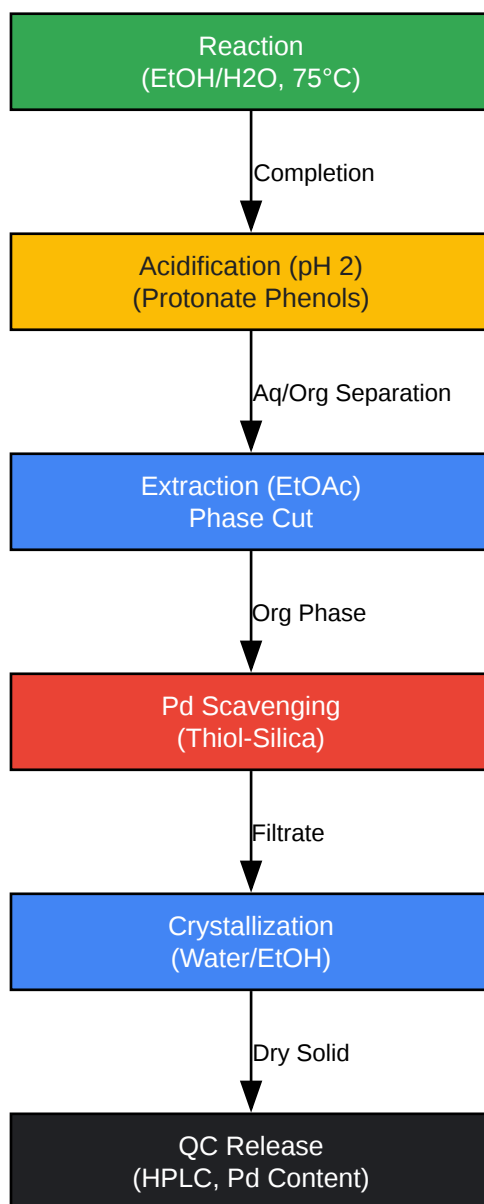 Reaction
(EtOH/H2O, 75°C)
Completion
Acidification (pH 2)
(Protonate Phenols)
Aq/Org Separation
Extraction (EtOAc)
Phase Cut
Org Phase
Pd Scavenging
(Thiol-Silica)
Filtrate
Crystallization
(Water/EtOH)
Dry Solid
QC Release
(HPLC, Pd Content)